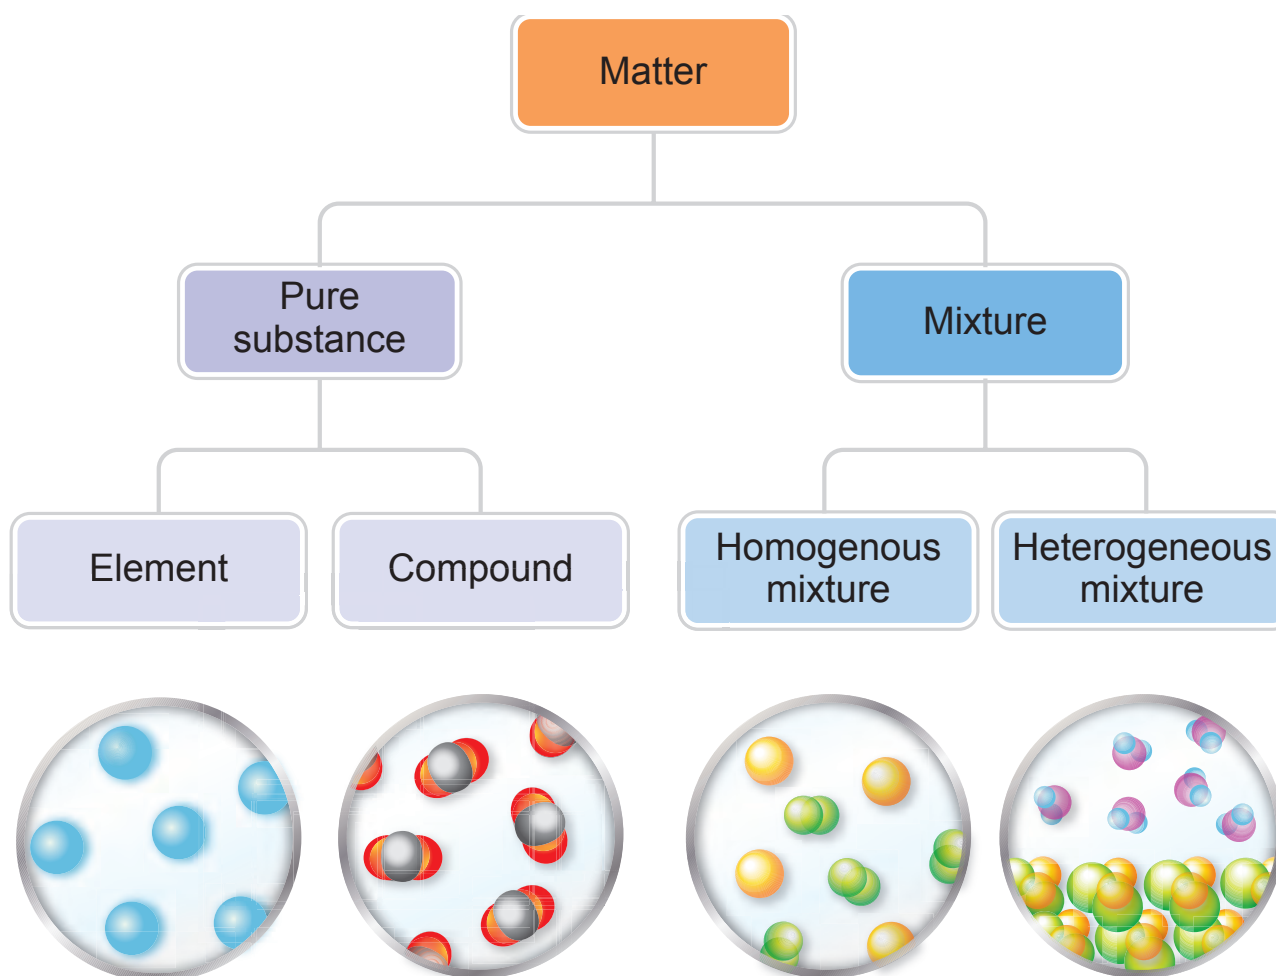 Matter
Pure
substance
Mixture
Element
Compound
Homogenous
mixture
Heterogeneous
mixture